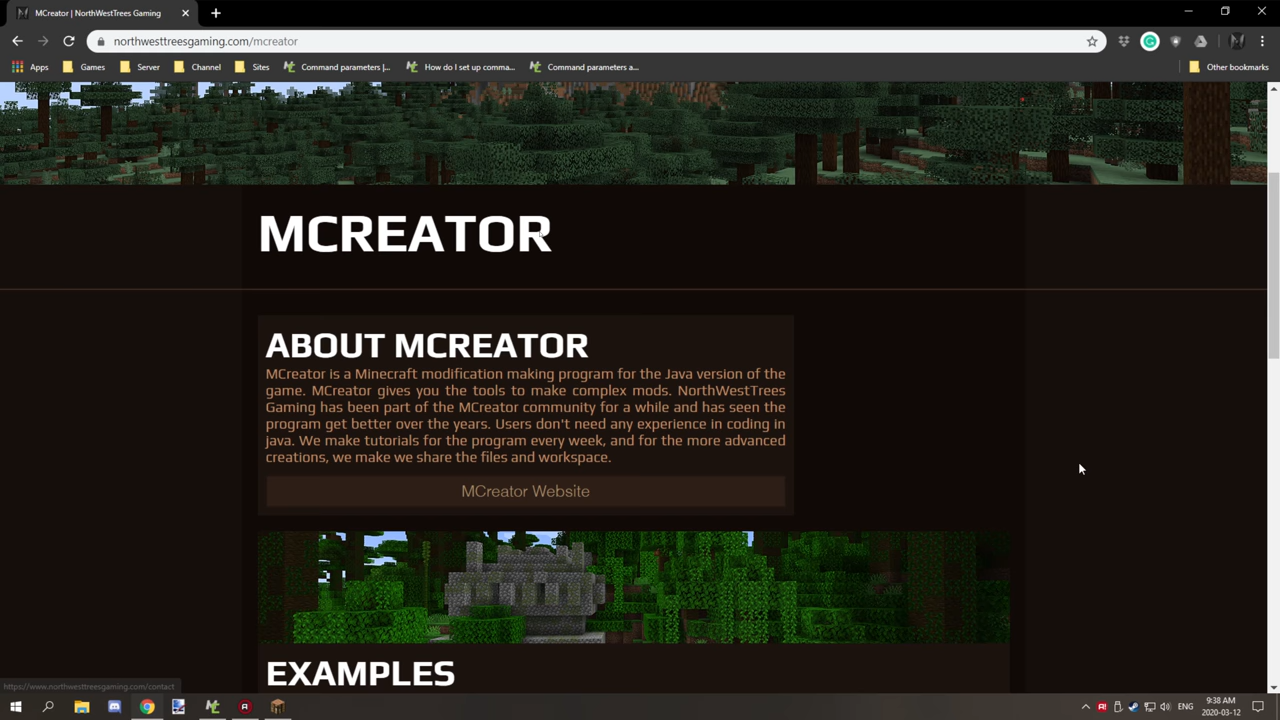 MCreator | NorthWestTrees Gaming
northwesttreesgaming.com/mcreator
Apps Games Server Channel Sites Command parameters |... How do I set up comma... Command parameters a... Other bookmarks
MCREATOR
ABOUT MCREATOR
MCreator is a Minecraft modification making program for the Java version of the
game. MCreator gives you the tools to make complex mods. NorthWestTrees
Gaming has been part of the MCreator community for a while and has seen the
program get better over the years. Users don't need any experience in coding in
java. We make tutorials for the program every week, and for the more advanced
creations, we make we share the files and workspace.
MCreator Website
EXAMPLES
https://www.northwesttreesgaming.com/contact
ENG
9:38 AM
2020-03-12